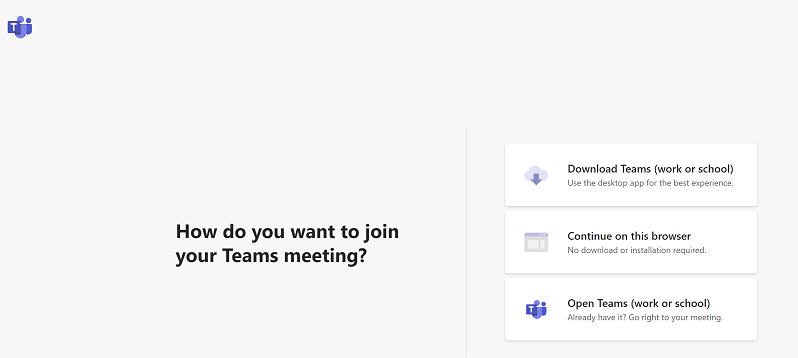 How do you want to join
your Teams meeting?
Download Teams (work or school)
Use the desktop app for the best experience.
Continue on this browser
No download or installation required.
Open Teams (work or school)
Already have it? Go right to your meeting.